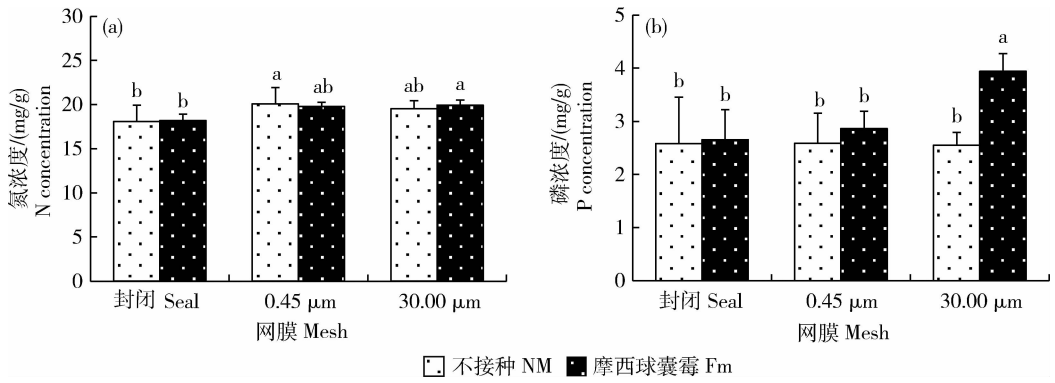 (a)
氮浓度/(mg/g)
N concentration
30
25
20
15
10
5
0
b
b
a
ab
ab
a
封闭 Seal
0.45 μm
30.00 μm
网膜 Mesh
(b)
磷浓度/(mg/g)
P concentration
5
4
3
2
1
0
b
b
b
b
b
a
封闭 Seal
0.45 μm
30.00 μm
网膜 Mesh
不接种 NM
摩西球囊霉 Fm